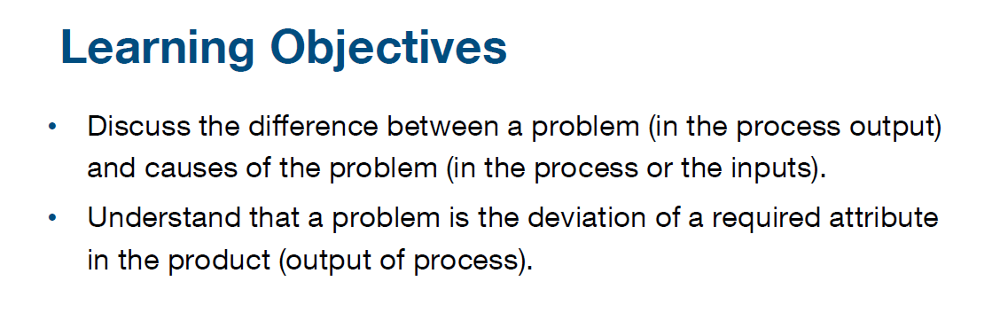 Learning Objectives
• Discuss the difference between a problem (in the process output)
and causes of the problem (in the process or the inputs).
• Understand that a problem is the deviation of a required attribute
in the product (output of process).